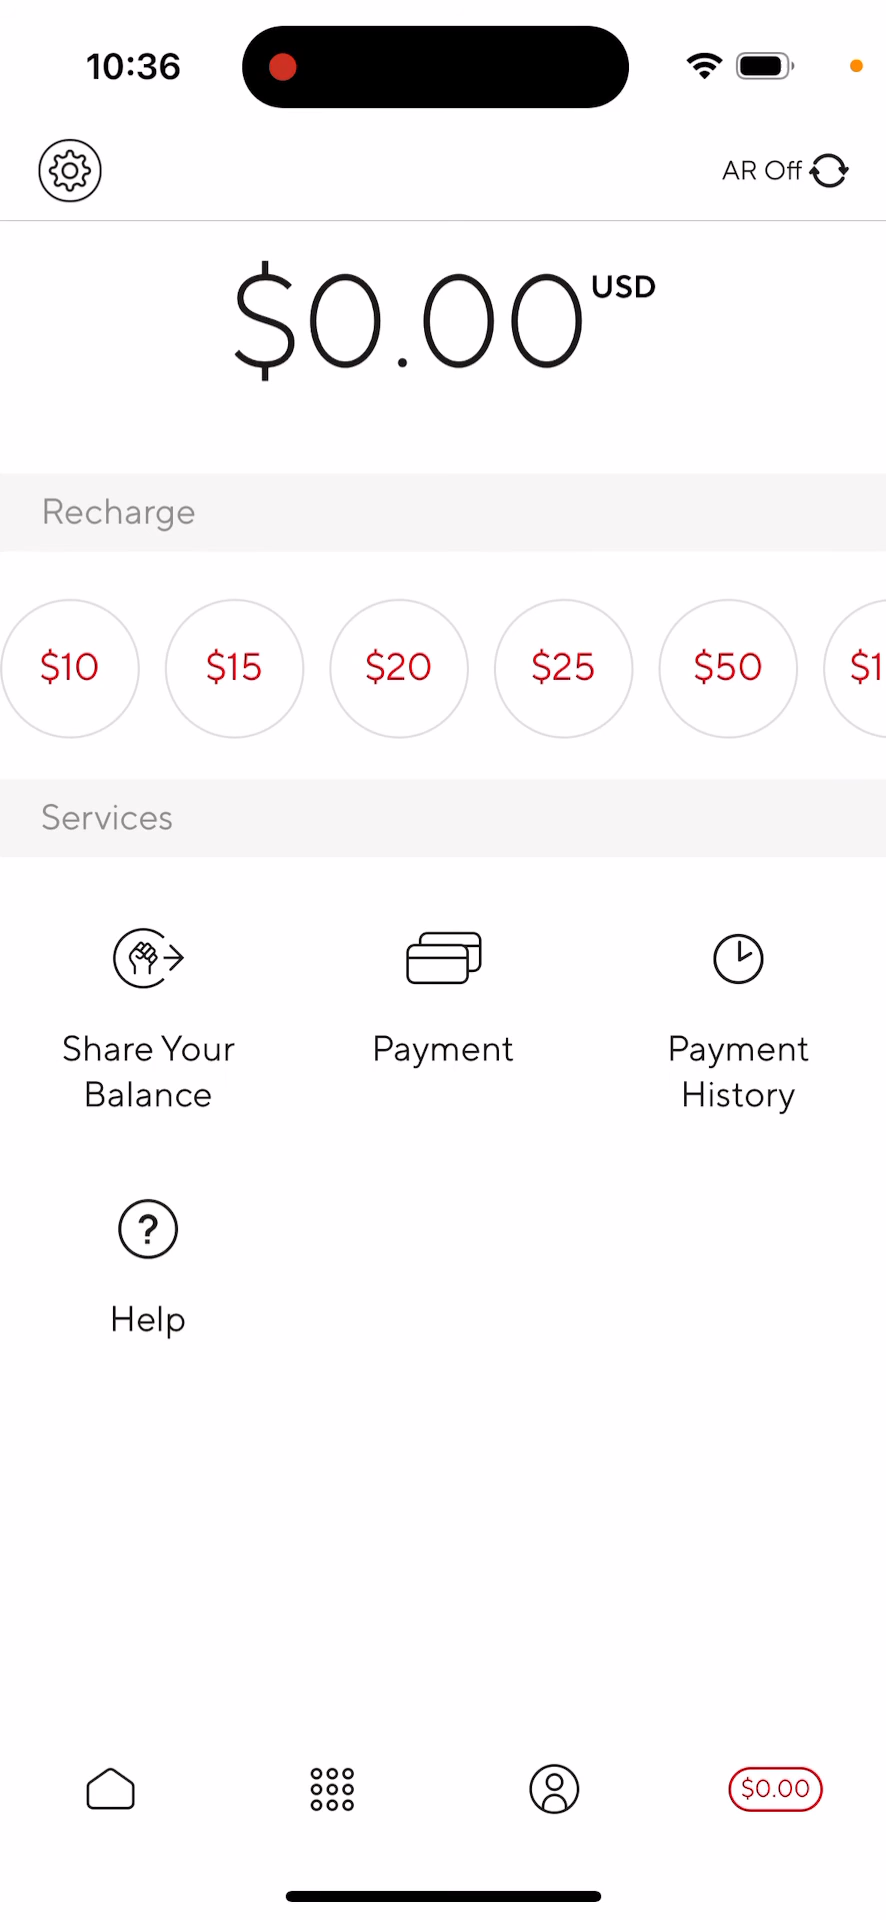 10:36
AR Off
$0.00 USD
Recharge
$10 $15 $20 $25 $50 $1
Services
Share Your
Balance
Payment
Payment
History
?
Help
$0.00